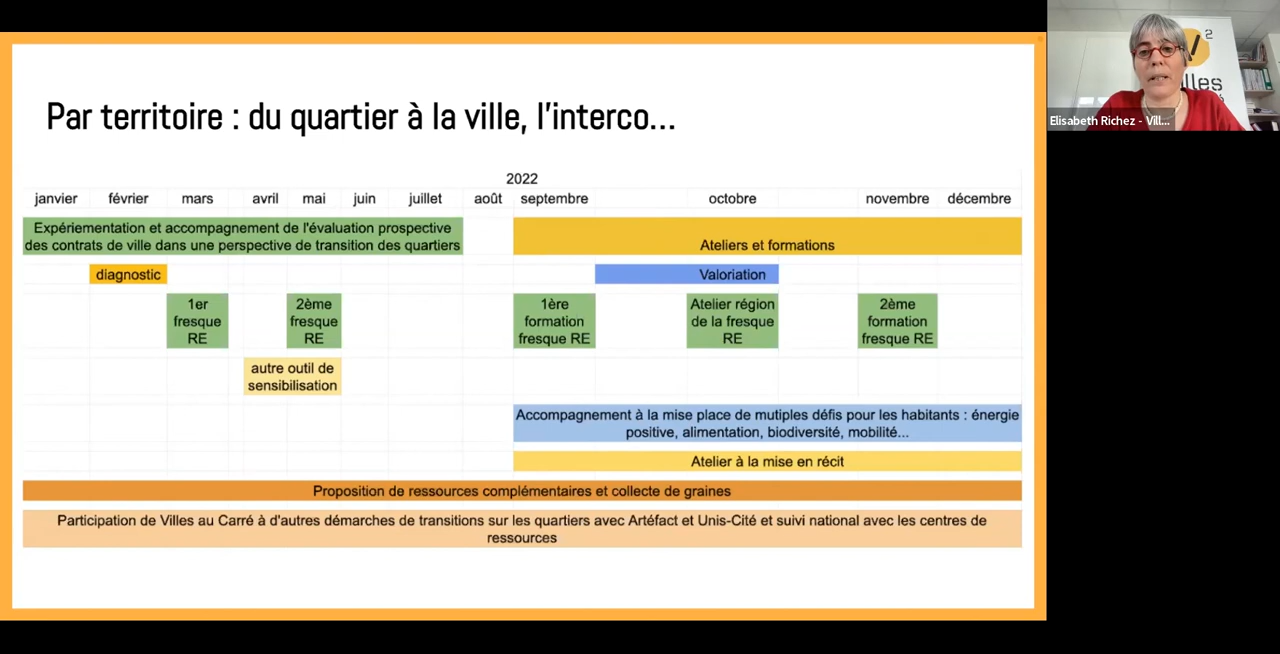 Par territoire : du quartier à la ville, l'interco...
2022
janvier février mars avril mai juin juillet août septembre octobre novembre décembre
Expériementation et accompagnement de l'évaluation prospective
des contrats de ville dans une perspective de transition des quartiers
Ateliers et formations
diagnostic
Valoriation
1er
fresque
RE
2ème
fresque
RE
1ère
formation
fresque RE
Atelier région
de la fresque
RE
2ème
formation
fresque RE
autre outil de
sensibilisation
Accompagnement à la mise place de mutiples défis pour les habitants : énergie
positive, alimentation, biodiversité, mobilité...
Atelier à la mise en récit
Proposition de ressources complémentaires et collecte de graines
Participation de Villes au Carré à d'autres démarches de transitions sur les quartiers avec Artéfact et Unis-Cité et suivi national avec les centres de
ressources
2
lles
Elisabeth Richez - Vill...